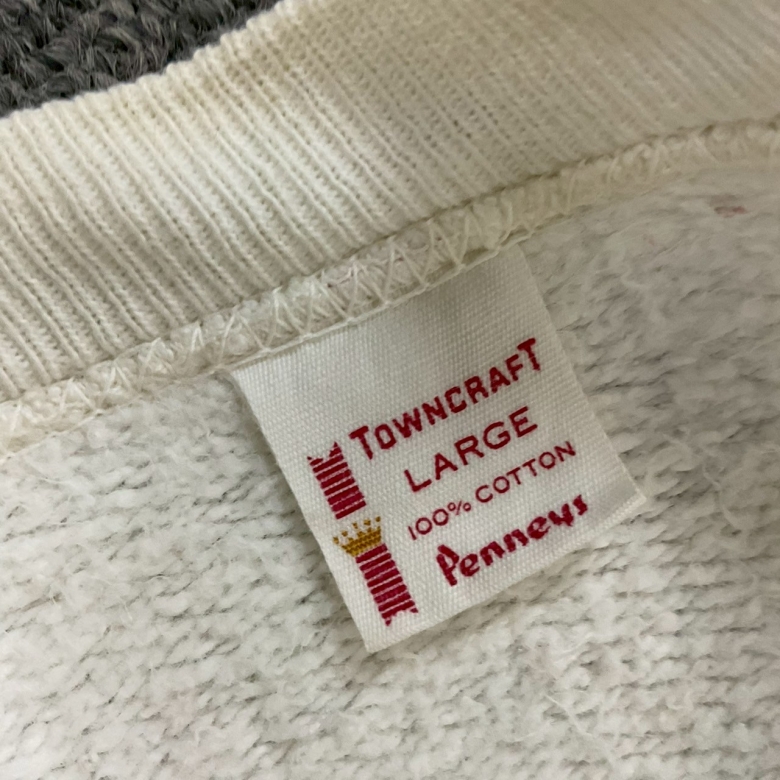 TOWNCRAFT
LARGE
100% COTTON
Penneys